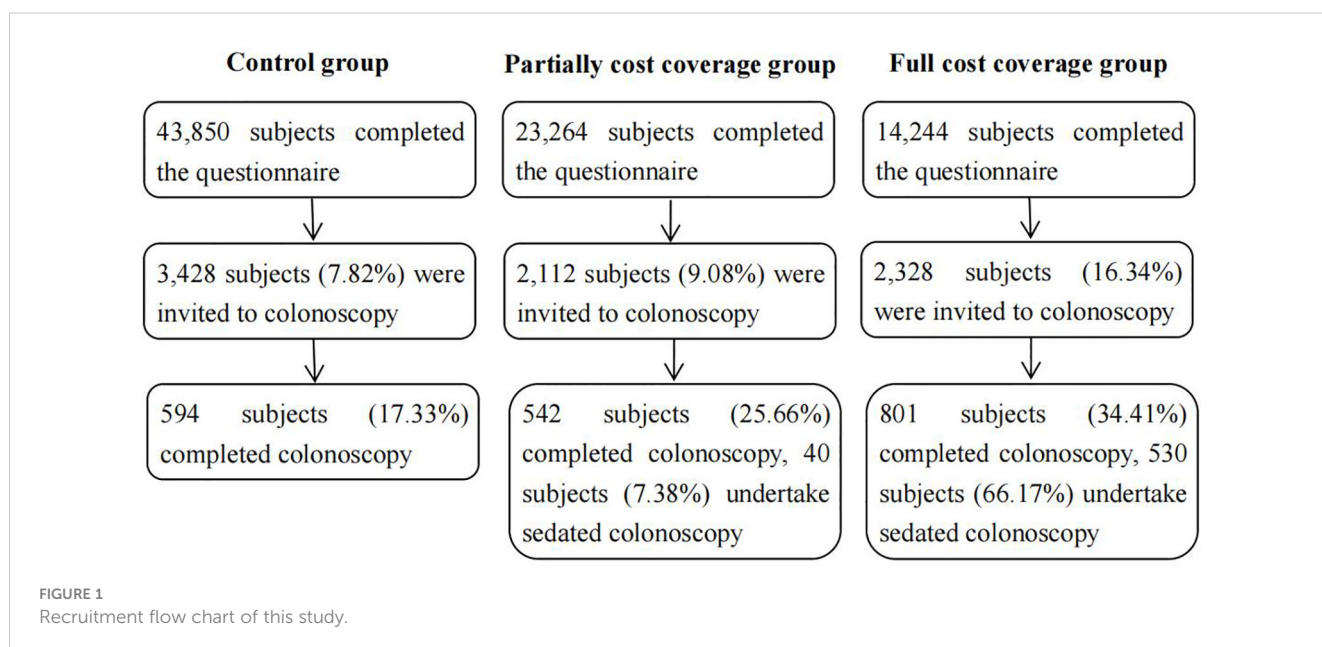 Control group
43,850 subjects completed
the questionnaire
3,428 subjects (7.82%) were
invited to colonoscopy
594 subjects (17.33%)
completed colonoscopy
Partially cost coverage group
23,264 subjects completed
the questionnaire
2,112 subjects (9.08%) were
invited to colonoscopy
542 subjects (25.66%)
completed colonoscopy, 40
subjects (7.38%) undertake
sedated colonoscopy
Full cost coverage group
14,244 subjects completed
the questionnaire
2,328 subjects (16.34%)
were invited to colonoscopy
801 subjects (34.41%)
completed colonoscopy, 530
subjects (66.17%) undertake
sedated colonoscopy
FIGURE 1
Recruitment flow chart of this study.